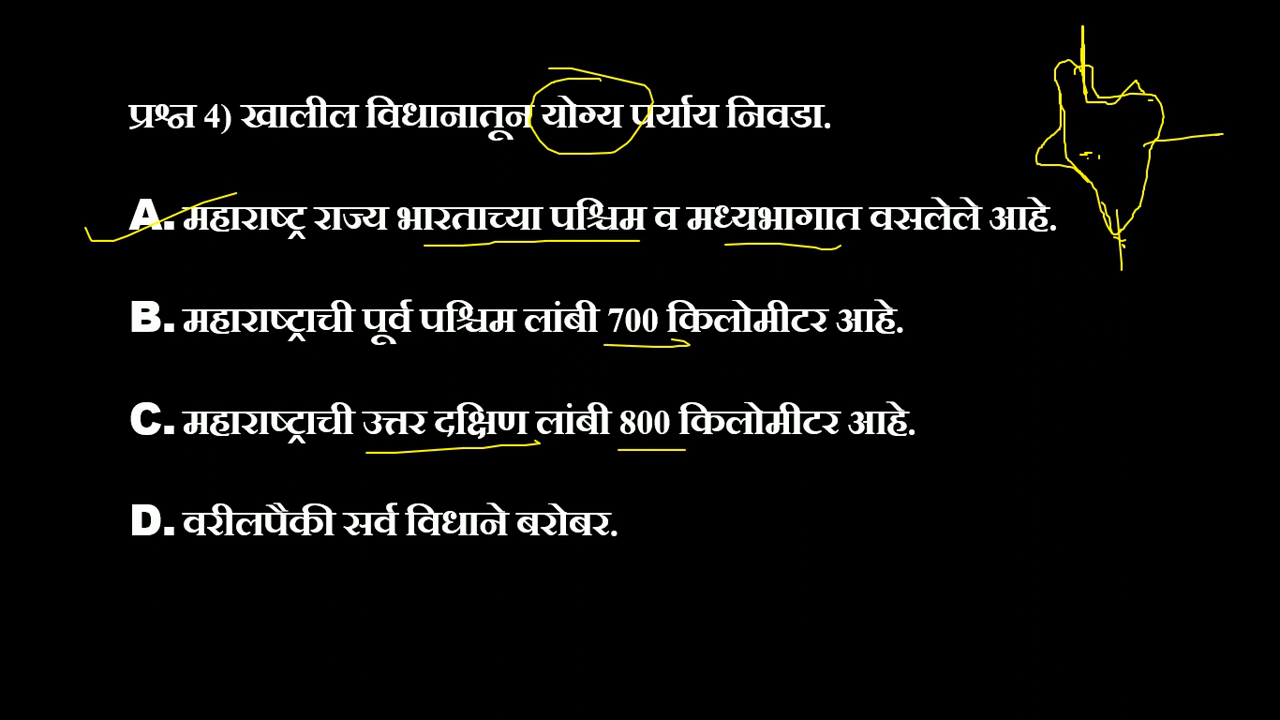 प्रश्न 4) खालील विधानातून योग्य पर्याय निवडा.
A. महाराष्ट्र राज्य भारताच्या पश्चिम व मध्यभागात वसलेले आहे.
B. महाराष्ट्राची पूर्व पश्चिम लांबी 700 किलोमीटर आहे.
C. महाराष्ट्राची उत्तर दक्षिण लांबी 800 किलोमीटर आहे.
D. वरीलपैकी सर्व विधाने बरोबर.